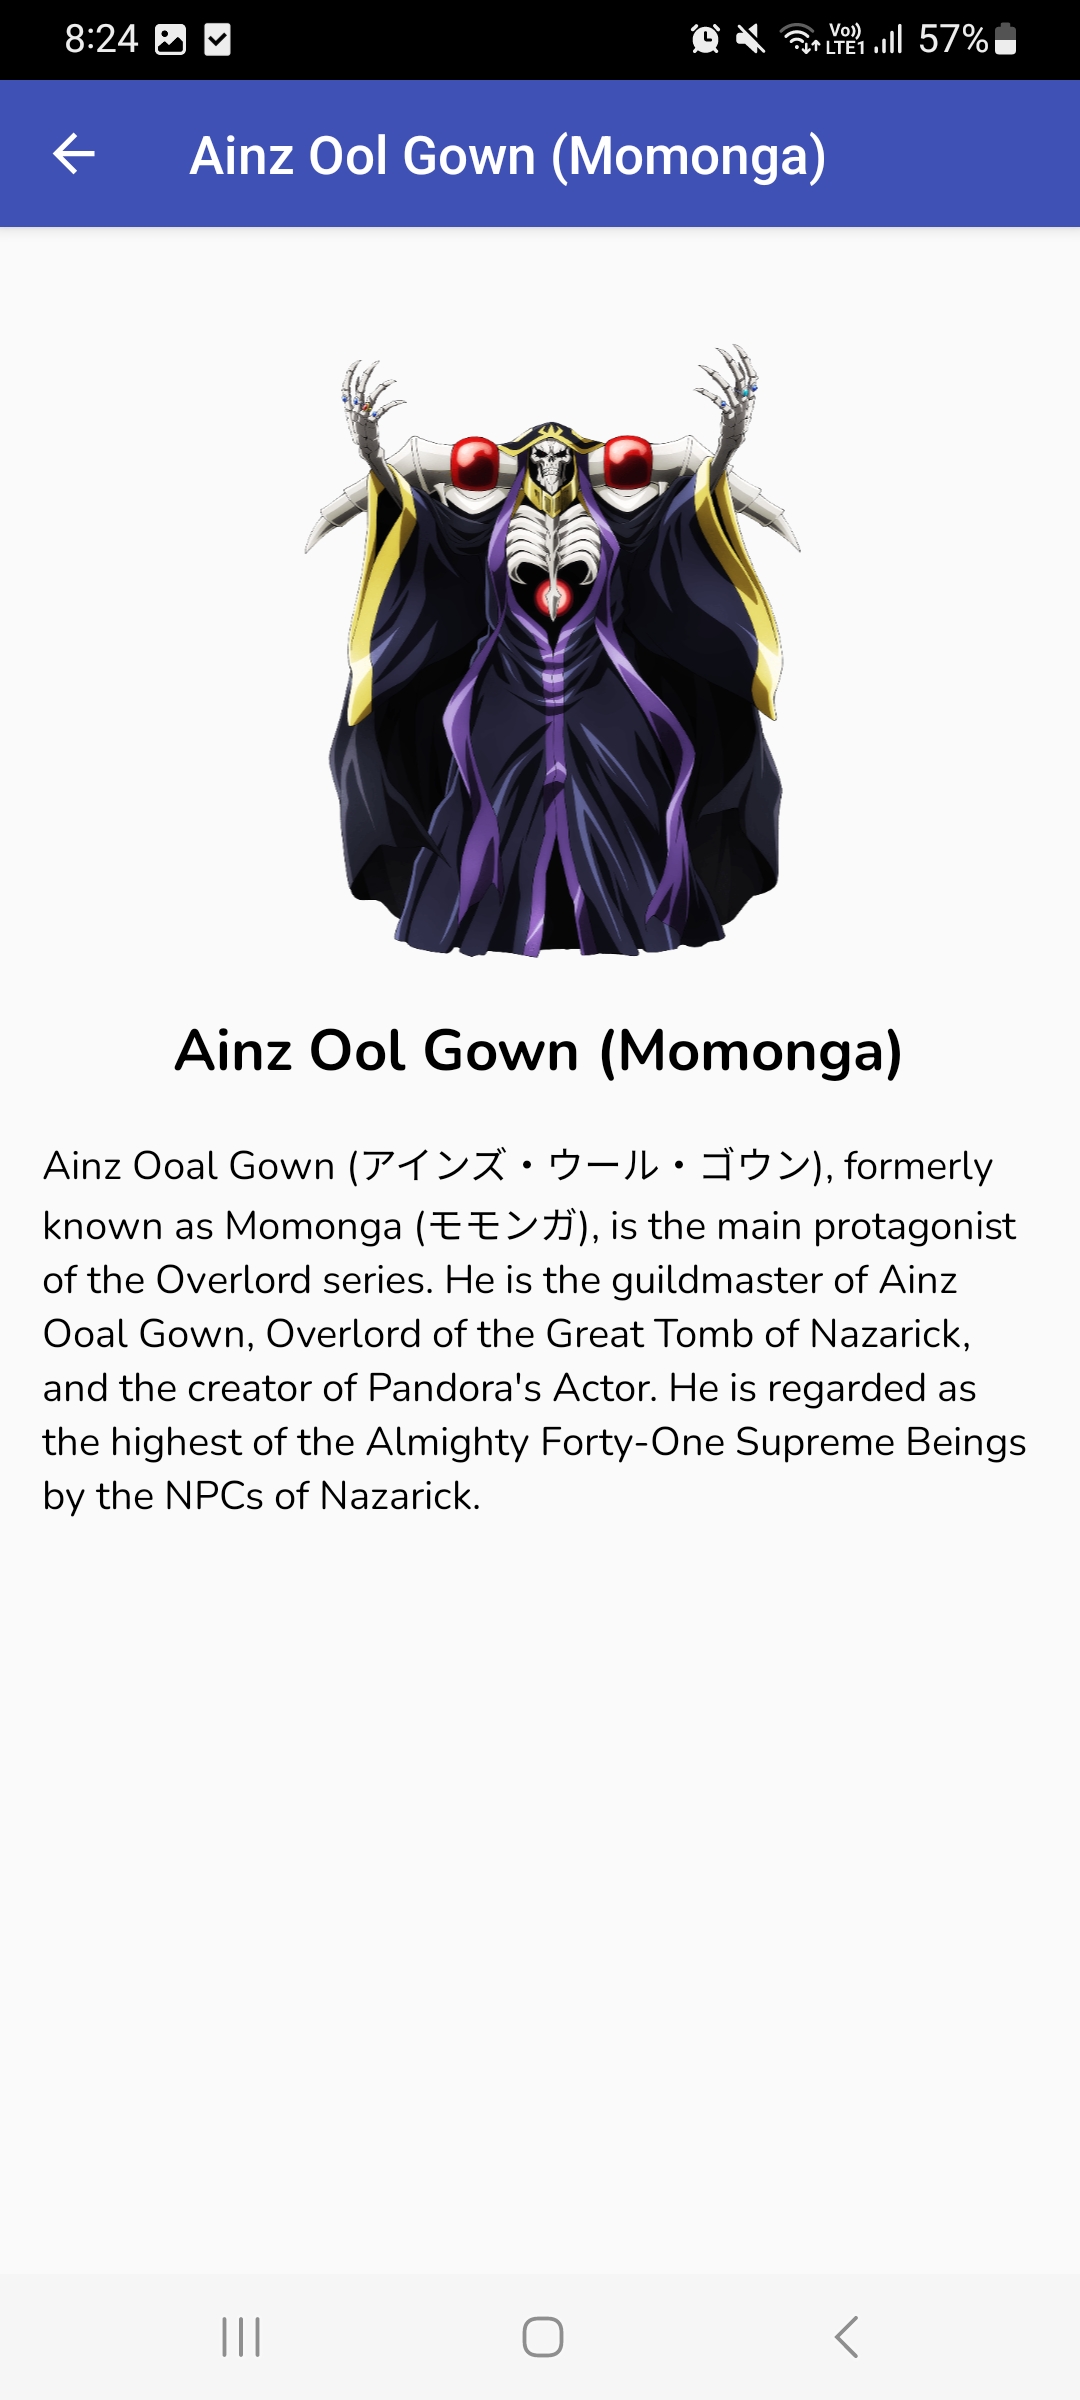 8:24
Vo))
LTE1
57%
Ainz Ool Gown (Momonga)
Ainz Ool Gown (Momonga)
Ainz Ooal Gown (アインズ・ウール・ゴウン), formerly
known as Momonga (モモンガ), is the main protagonist
of the Overlord series. He is the guildmaster of Ainz
Ooal Gown, Overlord of the Great Tomb of Nazarick,
and the creator of Pandora's Actor. He is regarded as
the highest of the Almighty Forty-One Supreme Beings
by the NPCs of Nazarick.